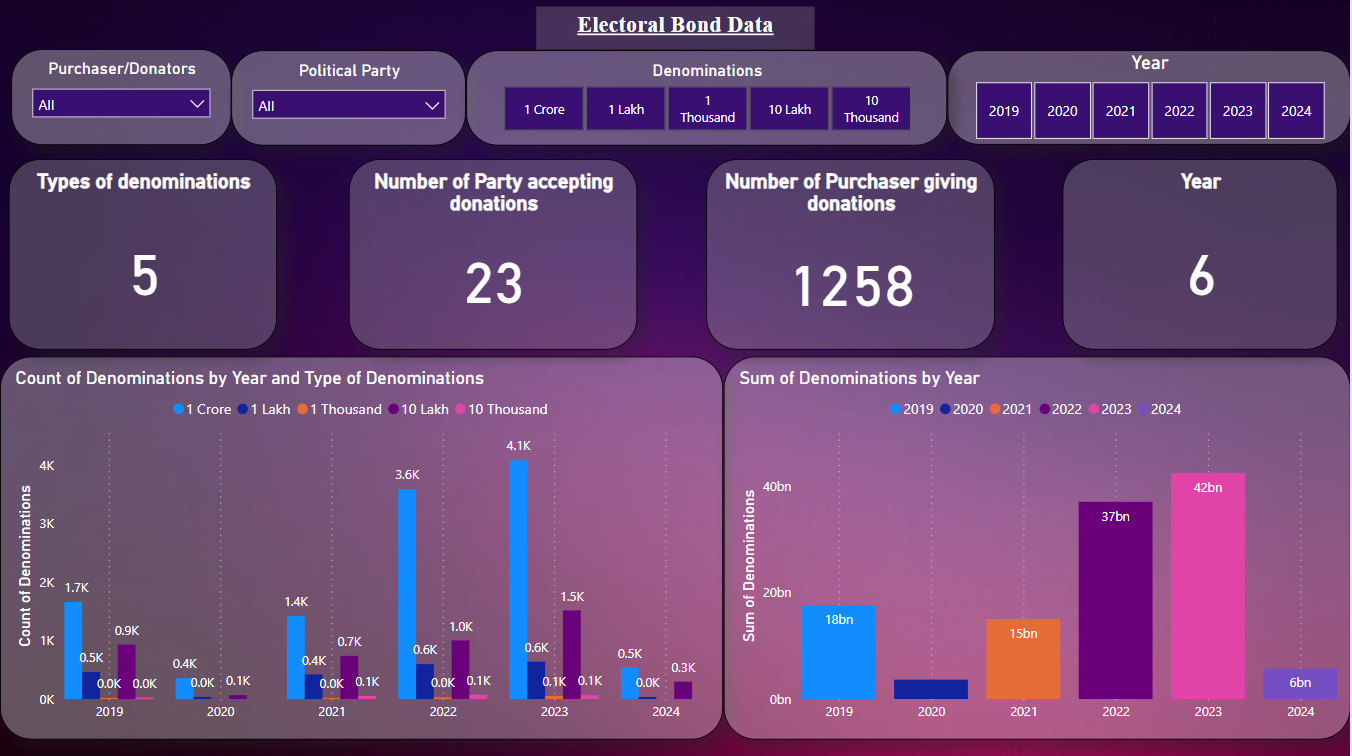 Electoral Bond Data
Purchaser/Donators
All
Political Party
All
Denominations
1 Crore
1 Lakh
1
Thousand
10 Lakh
10
Thousand
Year
2019
2020
2021
2022
2023
2024
Types of denominations
5
Number of Party accepting
donations
23
Number of Purchaser giving
donations
1258
Year
6
Count of Denominations by Year and Type of Denominations
1 Crore 1 Lakh 1 Thousand 10 Lakh 10 Thousand
Count of Denominations
4K
3K
2K
1K
0K
1.7K
0.5K
0.0K
0.9K
0.0K
0.4K
0.0K
0.1K
1.4K
0.4K
0.0K
0.7K
0.1K
3.6K
0.6K
1.0K
0.1K
4.1K
0.6K
0.1K
1.5K
0.1K
0.5K
0.0K
0.3K
2019 2020 2021 2022 2023 2024
Sum of Denominations by Year
2019 2020 2021 2022 2023 2024
Sum of Denominations
40bn
20bn
0bn
18bn
15bn
37bn
42bn
6bn
2019 2020 2021 2022 2023 2024